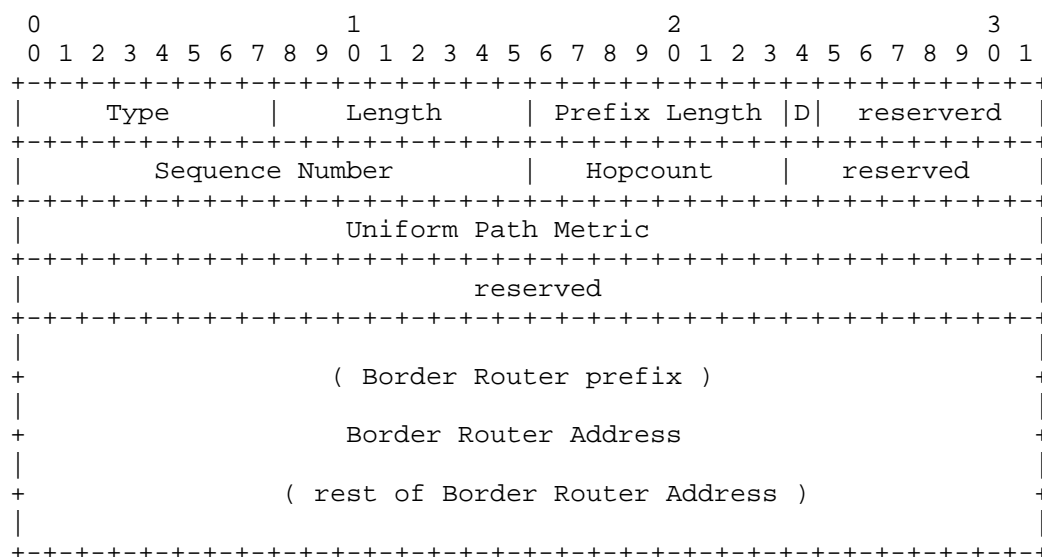 0                   1                   2                   3
 0 1 2 3 4 5 6 7 8 9 0 1 2 3 4 5 6 7 8 9 0 1 2 3 4 5 6 7 8 9 0 1
+-+-+-+-+-+-+-+-+-+-+-+-+-+-+-+-+-+-+-+-+-+-+-+-+-+-+-+-+-+-+-+-+
|     Type      |    Length     | Prefix Length |D|  reserverd  |
+-+-+-+-+-+-+-+-+-+-+-+-+-+-+-+-+-+-+-+-+-+-+-+-+-+-+-+-+-+-+-+-+
|        Sequence Number        |   Hopcount    |   reserved    |
+-+-+-+-+-+-+-+-+-+-+-+-+-+-+-+-+-+-+-+-+-+-+-+-+-+-+-+-+-+-+-+-+
|                    Uniform Path Metric                        |
+-+-+-+-+-+-+-+-+-+-+-+-+-+-+-+-+-+-+-+-+-+-+-+-+-+-+-+-+-+-+-+-+
|                            reserved                           |
+-+-+-+-+-+-+-+-+-+-+-+-+-+-+-+-+-+-+-+-+-+-+-+-+-+-+-+-+-+-+-+-+
|                                                               |
+                   ( Border Router prefix )                    +
|                                                               |
+                    Border Router Address                      +
|                                                               |
+                ( rest of Border Router Address )              +
|                                                               |
+-+-+-+-+-+-+-+-+-+-+-+-+-+-+-+-+-+-+-+-+-+-+-+-+-+-+-+-+-+-+-+-+